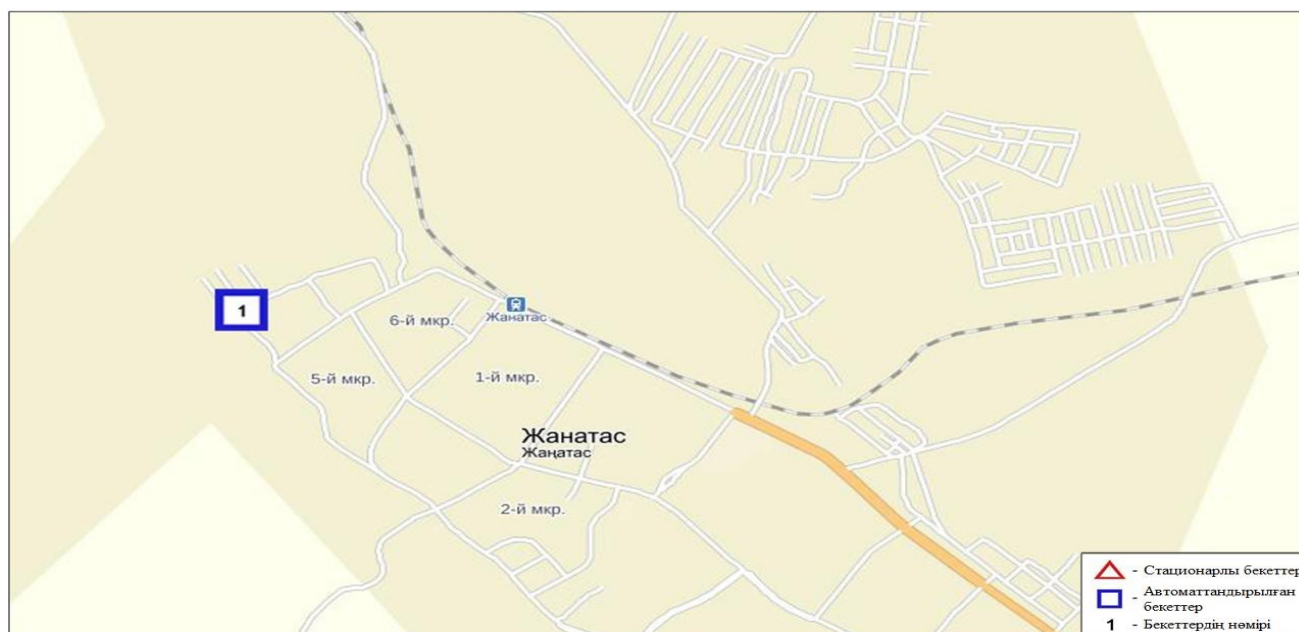 1
6-й мкр.
Жанатас
5-й мкр.
1-й мкр.
Жанатас
Жаңатас
2-й мкр.
- Стационарлы бекеттер
- Автоматтандырылған
бекеттер
1 - Бекеттердің нөмірі